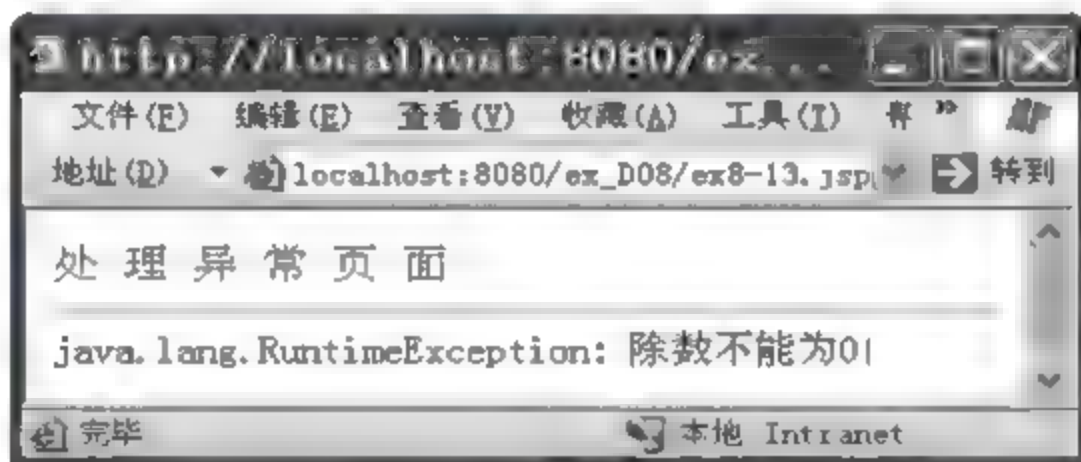 http://localhost:8080/ex...
文件(F) 编辑(E) 查看(V) 收藏(A) 工具(T) »
地址(D) localhost:8080/ex_D08/ex8-13.jsp 转到
处 理 异 常 页 面
java.lang.RuntimeException: 除数不能为0
完毕 本地 Intranet